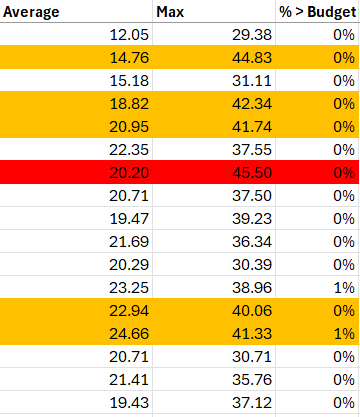 Average Max % > Budget
12.05 29.38 0%
14.76 44.83 0%
15.18 31.11 0%
18.82 42.34 0%
20.95 41.74 0%
22.35 37.55 0%
20.20 45.50 0%
20.71 37.50 0%
19.47 39.23 0%
21.69 36.34 0%
20.29 30.39 0%
23.25 38.96 1%
22.94 40.06 0%
24.66 41.33 1%
20.71 30.71 0%
21.41 35.76 0%
19.43 37.12 0%